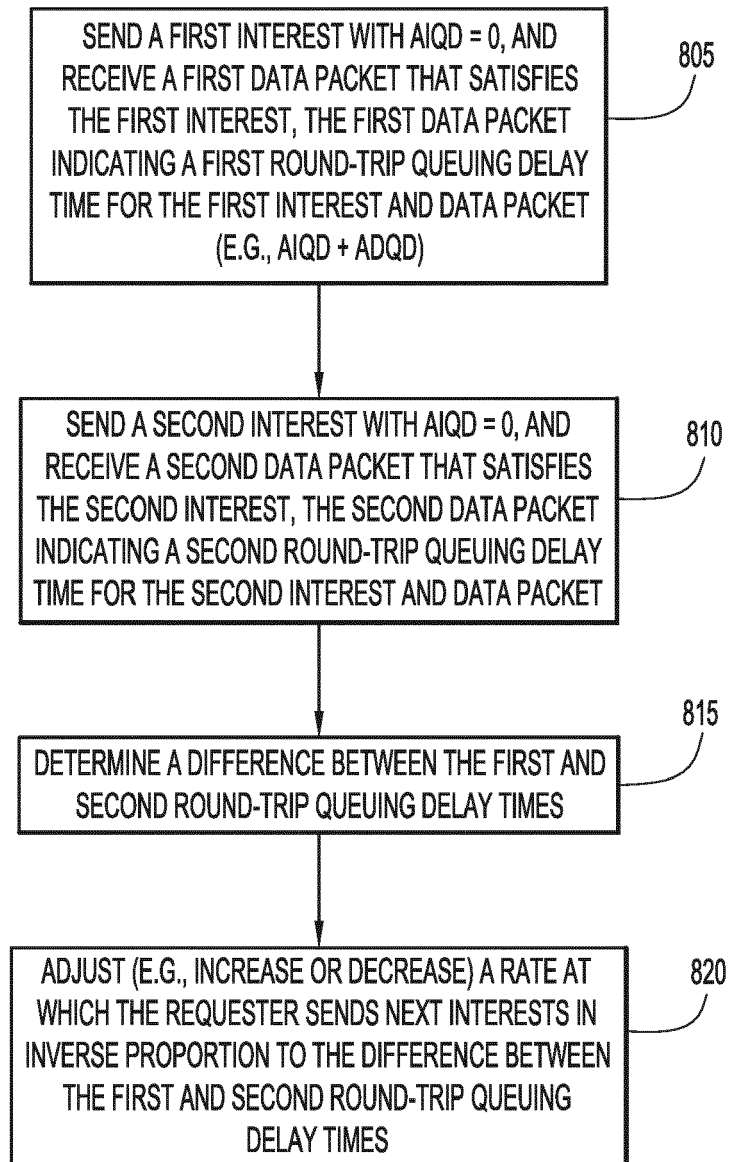 SEND A FIRST INTEREST WITH AIQD = 0, AND
RECEIVE A FIRST DATA PACKET THAT SATISFIES
THE FIRST INTEREST, THE FIRST DATA PACKET
INDICATING A FIRST ROUND-TRIP QUEUING DELAY
TIME FOR THE FIRST INTEREST AND DATA PACKET
(E.G., AIQD + ADQD)
805
SEND A SECOND INTEREST WITH AIQD = 0, AND
RECEIVE A SECOND DATA PACKET THAT SATISFIES
THE SECOND INTEREST, THE SECOND DATA PACKET
INDICATING A SECOND ROUND-TRIP QUEUING DELAY
TIME FOR THE SECOND INTEREST AND DATA PACKET
810
DETERMINE A DIFFERENCE BETWEEN THE FIRST AND
SECOND ROUND-TRIP QUEUING DELAY TIMES
815
ADJUST (E.G., INCREASE OR DECREASE) A RATE AT
WHICH THE REQUESTER SENDS NEXT INTERESTS IN
INVERSE PROPORTION TO THE DIFFERENCE BETWEEN
THE FIRST AND SECOND ROUND-TRIP QUEUING
DELAY TIMES
820